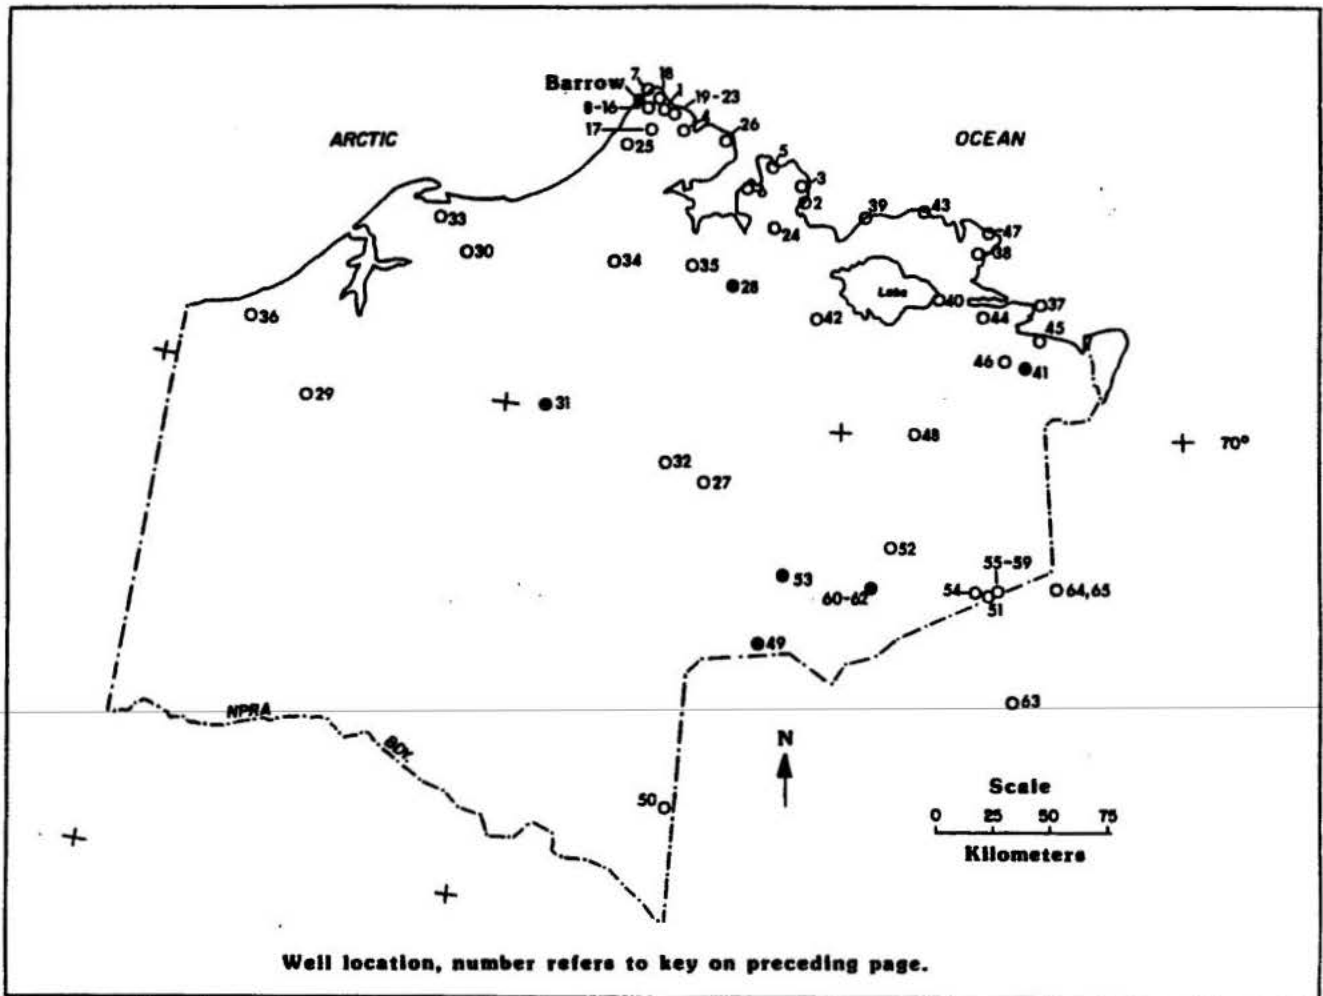 7 18
Barrow 1
8-16 19-23
17 4 26
ARCTIC OCEAN
25 5
3
2
33 39 43
24 47
30 34 35 38
28
Lake
36 42 40 44 37
45
46 41
29 31
48 70°
32
27
52
53 55-59
60-62 54 51 64,65
49
NPRA 63
BDY.
N
50 Scale
0 25 50 75
Kilometers
Well location, number refers to key on preceding page.